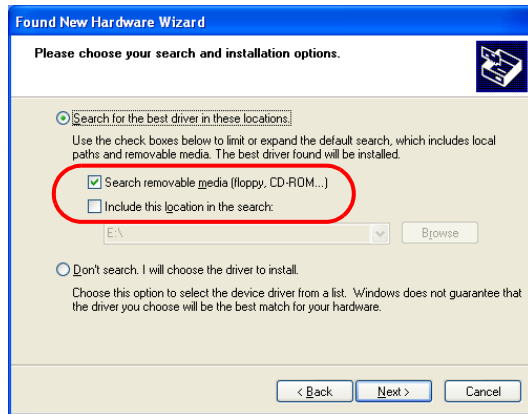 Found New Hardware Wizard
Please choose your search and installation options.
Search for the best driver in these locations.
Use the check boxes below to limit or expand the default search, which includes local
paths and removable media. The best driver found will be installed.
Search removable media (floppy, CD-ROM...)
Include this location in the search:
E:\
Browse
Don't search. I will choose the driver to install.
Choose this option to select the device driver from a list. Windows does not guarantee that
the driver you choose will be the best match for your hardware.
< Back Next > Cancel